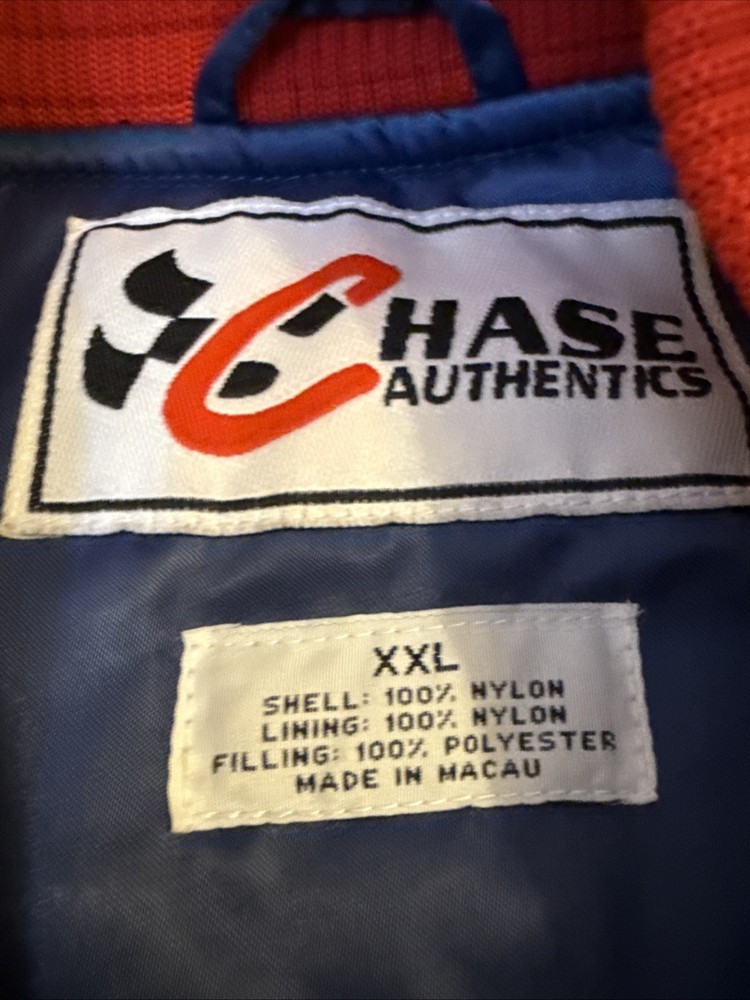 CHASE
AUTHENTICS
XXL
SHELL: 100% NYLON
LINING: 100% NYLON
FILLING: 100% POLYESTER
MADE IN MACAU